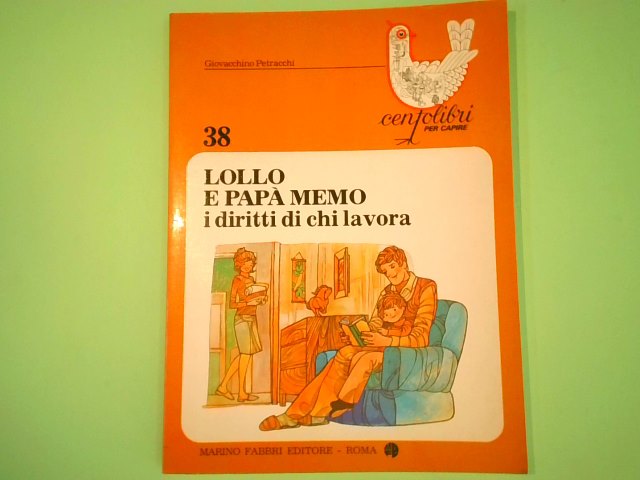 Giovacchino Petracchi
centolibri
PER CAPIRE
38
LOLLO
E PAPÀ MEMO
i diritti di chi lavora
MARINO FABBRI EDITORE - ROMA